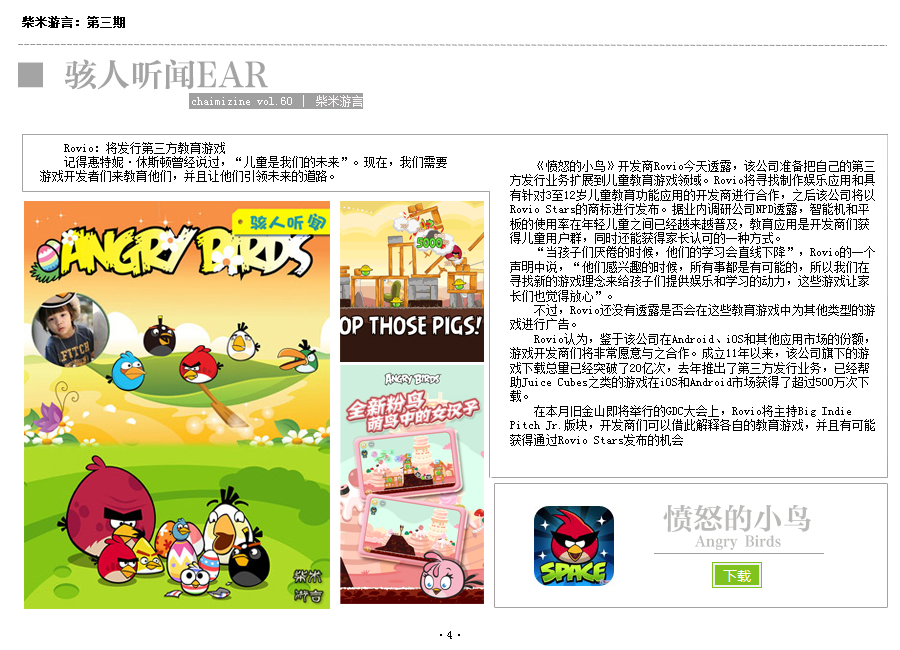 柴米游言：第三期
骇人听闻EAR
chaimizine vol.60 | 柴米游言
Rovio：将发行第三方教育游戏
记得惠特妮·休斯顿曾经说过，“儿童是我们的未来”。现在，我们需要
游戏开发者们来教育他们，并且让他们引领未来的道路。
骇人听闻
ANGRY BIRDS
FITCH
柴米
游言
5000
OP THOSE PIGS!
ANGRY BIRDS
全新粉鸟
萌鸟中的女汉子
《愤怒的小鸟》开发商Rovio今天透露，该公司准备把自己的第三
方发行业务扩展到儿童教育游戏领域。Rovio将寻找制作娱乐应用和具
有针对3至12岁儿童教育功能应用的开发商进行合作，之后该公司将以
Rovio Stars的商标进行发布。据业内调研公司NPD透露，智能机和平
板的使用率在年轻儿童之间已经越来越普及，教育应用是开发商们获
得儿童用户群，同时还能获得家长认可的一种方式。
“当孩子们厌倦的时候，他们的学习会直线下降”，Rovio的一个
声明中说，“他们感兴趣的时候，所有事都是有可能的，所以我们在
寻找新的游戏理念来给孩子们提供娱乐和学习的动力，这些游戏让家
长们也觉得放心”。
不过，Rovio还没有透露是否会在这些教育游戏中为其他类型的游
戏进行广告。
Rovio认为，鉴于该公司在Android、iOS和其他应用市场的份额，
游戏开发商们将非常愿意与之合作。成立11年以来，该公司旗下的游
戏下载总量已经突破了20亿次，去年推出了第三方发行业务，已经帮
助Juice Cubes之类的游戏在iOS和Android市场获得了超过500万次下
载。
在本月旧金山即将举行的GDC大会上，Rovio将主持Big Indie
Pitch Jr.版块，开发商们可以借此解释各自的教育游戏，并且有可能
获得通过Rovio Stars发布的机会
SPACE
愤怒的小鸟
Angry Birds
下载
·4·